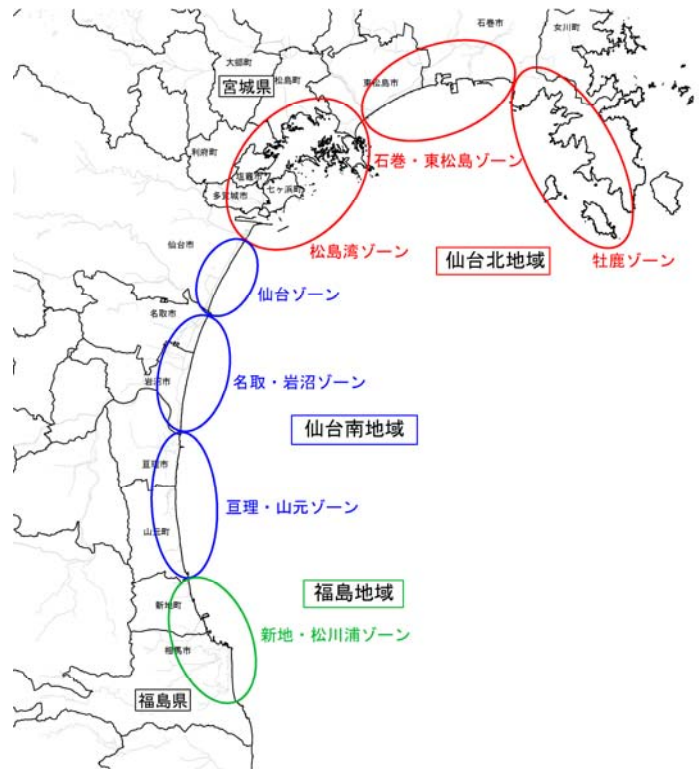 石巻市
女川町
大郷町
松島町
東松島市
宮城県
利府町
石巻・東松島ゾーン
塩竈市
七ヶ浜町
多賀城市
仙台市
松島湾ゾーン
仙台北地域
牡鹿ゾーン
仙台ゾーン
名取市
岩沼市
名取・岩沼ゾーン
仙台南地域
亘理市
亘理・山元ゾーン
山元町
福島地域
新地町
新地・松川浦ゾーン
相馬市
福島県